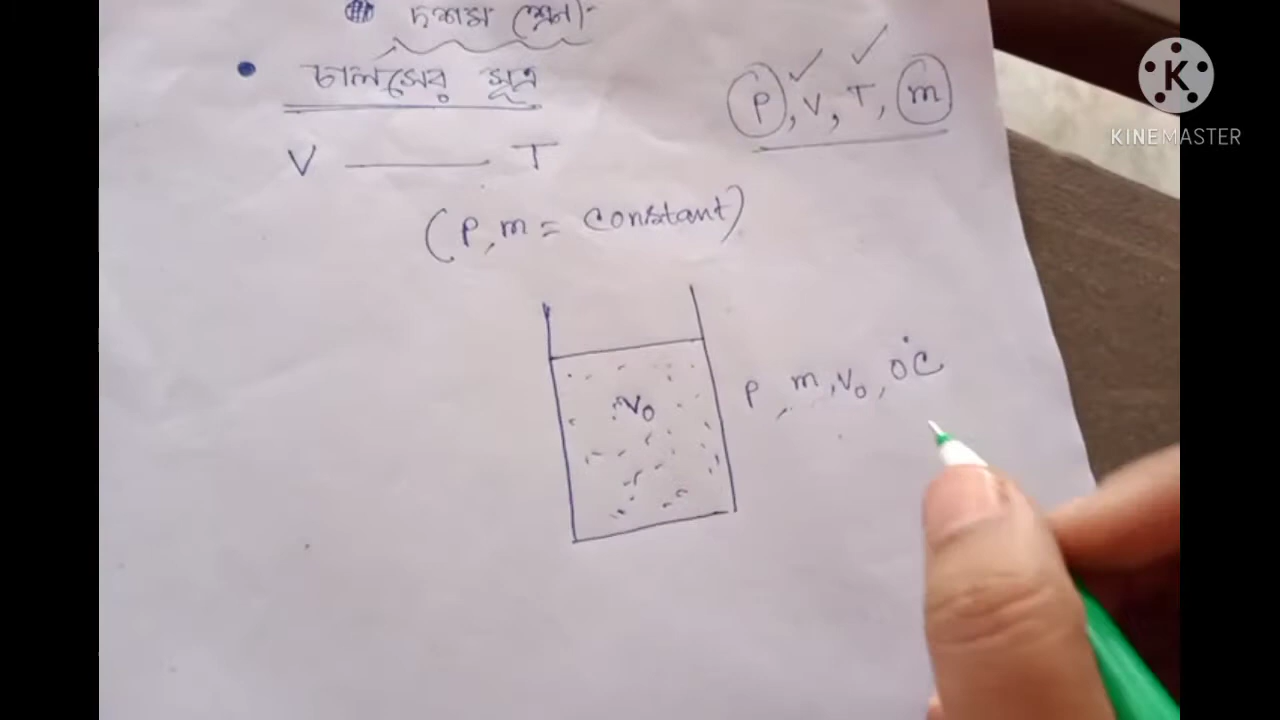 দশম শ্রেণী:-
চার্লসের সূত্র
P, V, T, m
V —— T
(P, m = constant)
V₀
P, m, V₀, 0°C
K
KINEMASTER